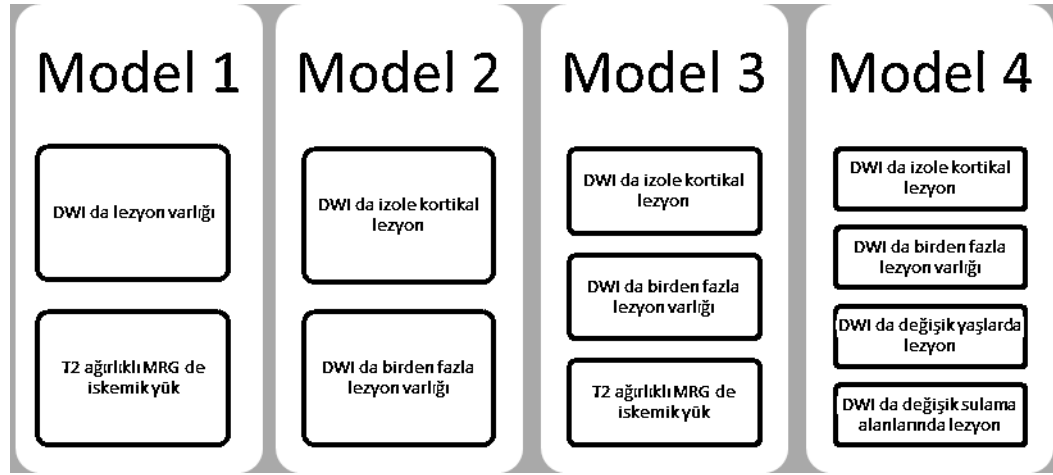 Model 1
DWI da lezyon varlığı
T2 ağırlıklı MRG de
iskemik yük
Model 2
DWI da izole kortikal
lezyon
DWI da birden fazla
lezyon varlığı
Model 3
DWI da izole kortikal
lezyon
DWI da birden fazla
lezyon varlığı
T2 ağırlıklı MRG de
iskemik yük
Model 4
DWI da izole kortikal
lezyon
DWI da birden fazla
lezyon varlığı
DWI da değişik yaşlarda
lezyon
DWI da değişik sulama
alanlarında lezyon